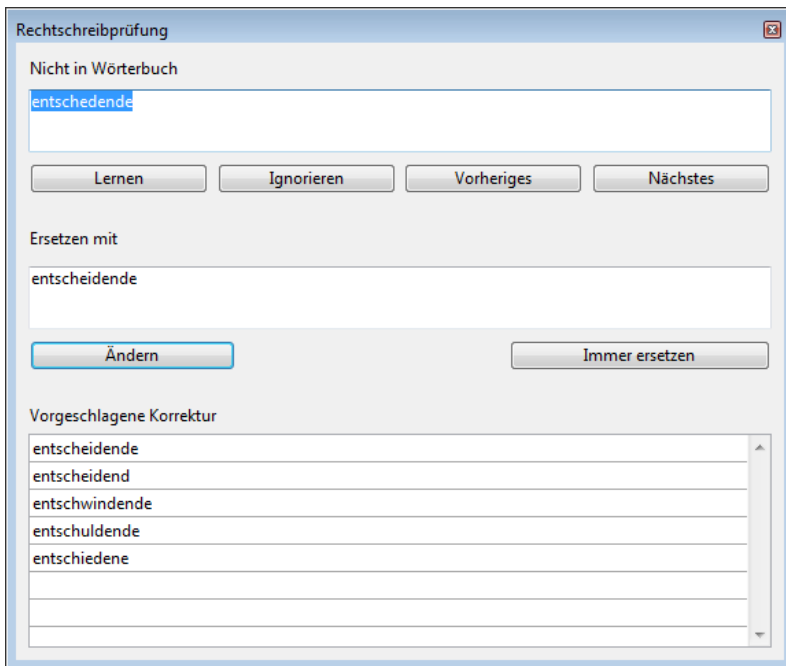 Rechtschreibprüfung
Nicht in Wörterbuch
entschedende
Lernen Ignorieren Vorheriges Nächstes
Ersetzen mit
entscheidende
Ändern Immer ersetzen
Vorgeschlagene Korrektur
entscheidende
entscheidend
entschwindende
entschuldende
entschiedene